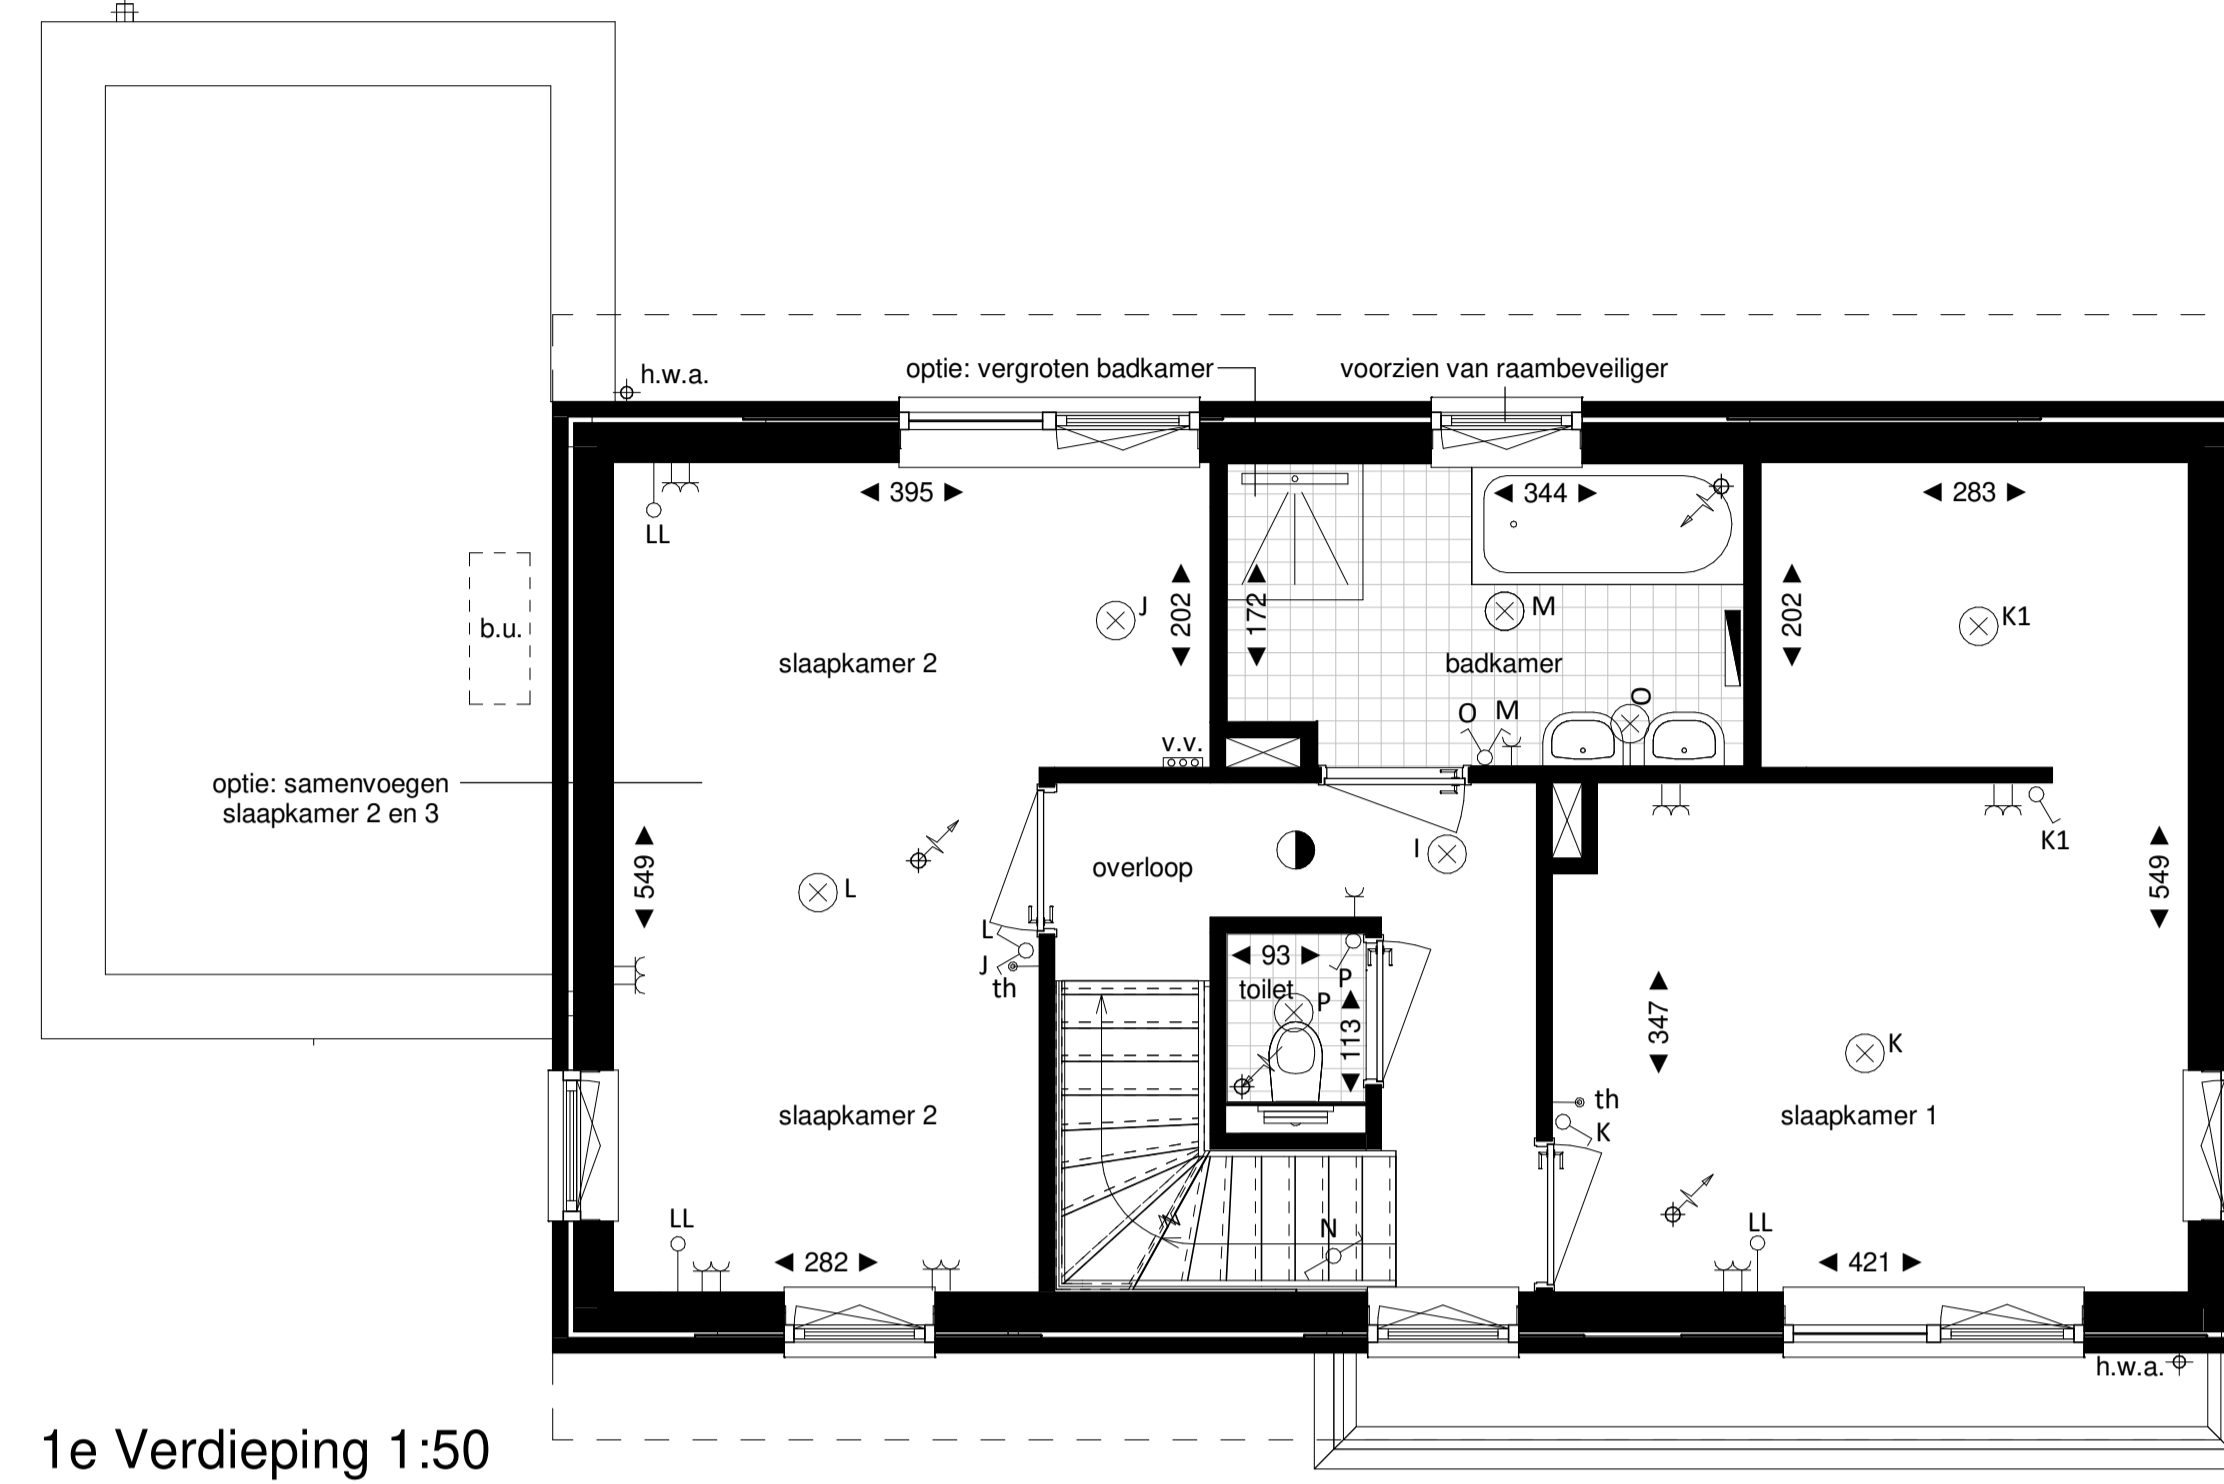 optie: vergroten badkamer
voorzien van raambeveiliger
h.w.a.
◄ 395 ►
◄ 344 ►
◄ 283 ►
LL
J
◄ 202 ►
◄ 172 ►
M
◄ 202 ►
K1
b.u.
slaapkamer 2
badkamer
O
O
M
v.v.
optie: samenvoegen
slaapkamer 2 en 3
◄ 549 ►
L
overloop
I
K1
◄ 549 ►
L
J
th
◄ 93 ►
toilet
P
P
◄ 113 ►
◄ 347 ►
K
slaapkamer 2
th
K
slaapkamer 1
LL
N
N
LL
◄ 282 ►
◄ 421 ►
h.w.a.
1e Verdieping 1:50